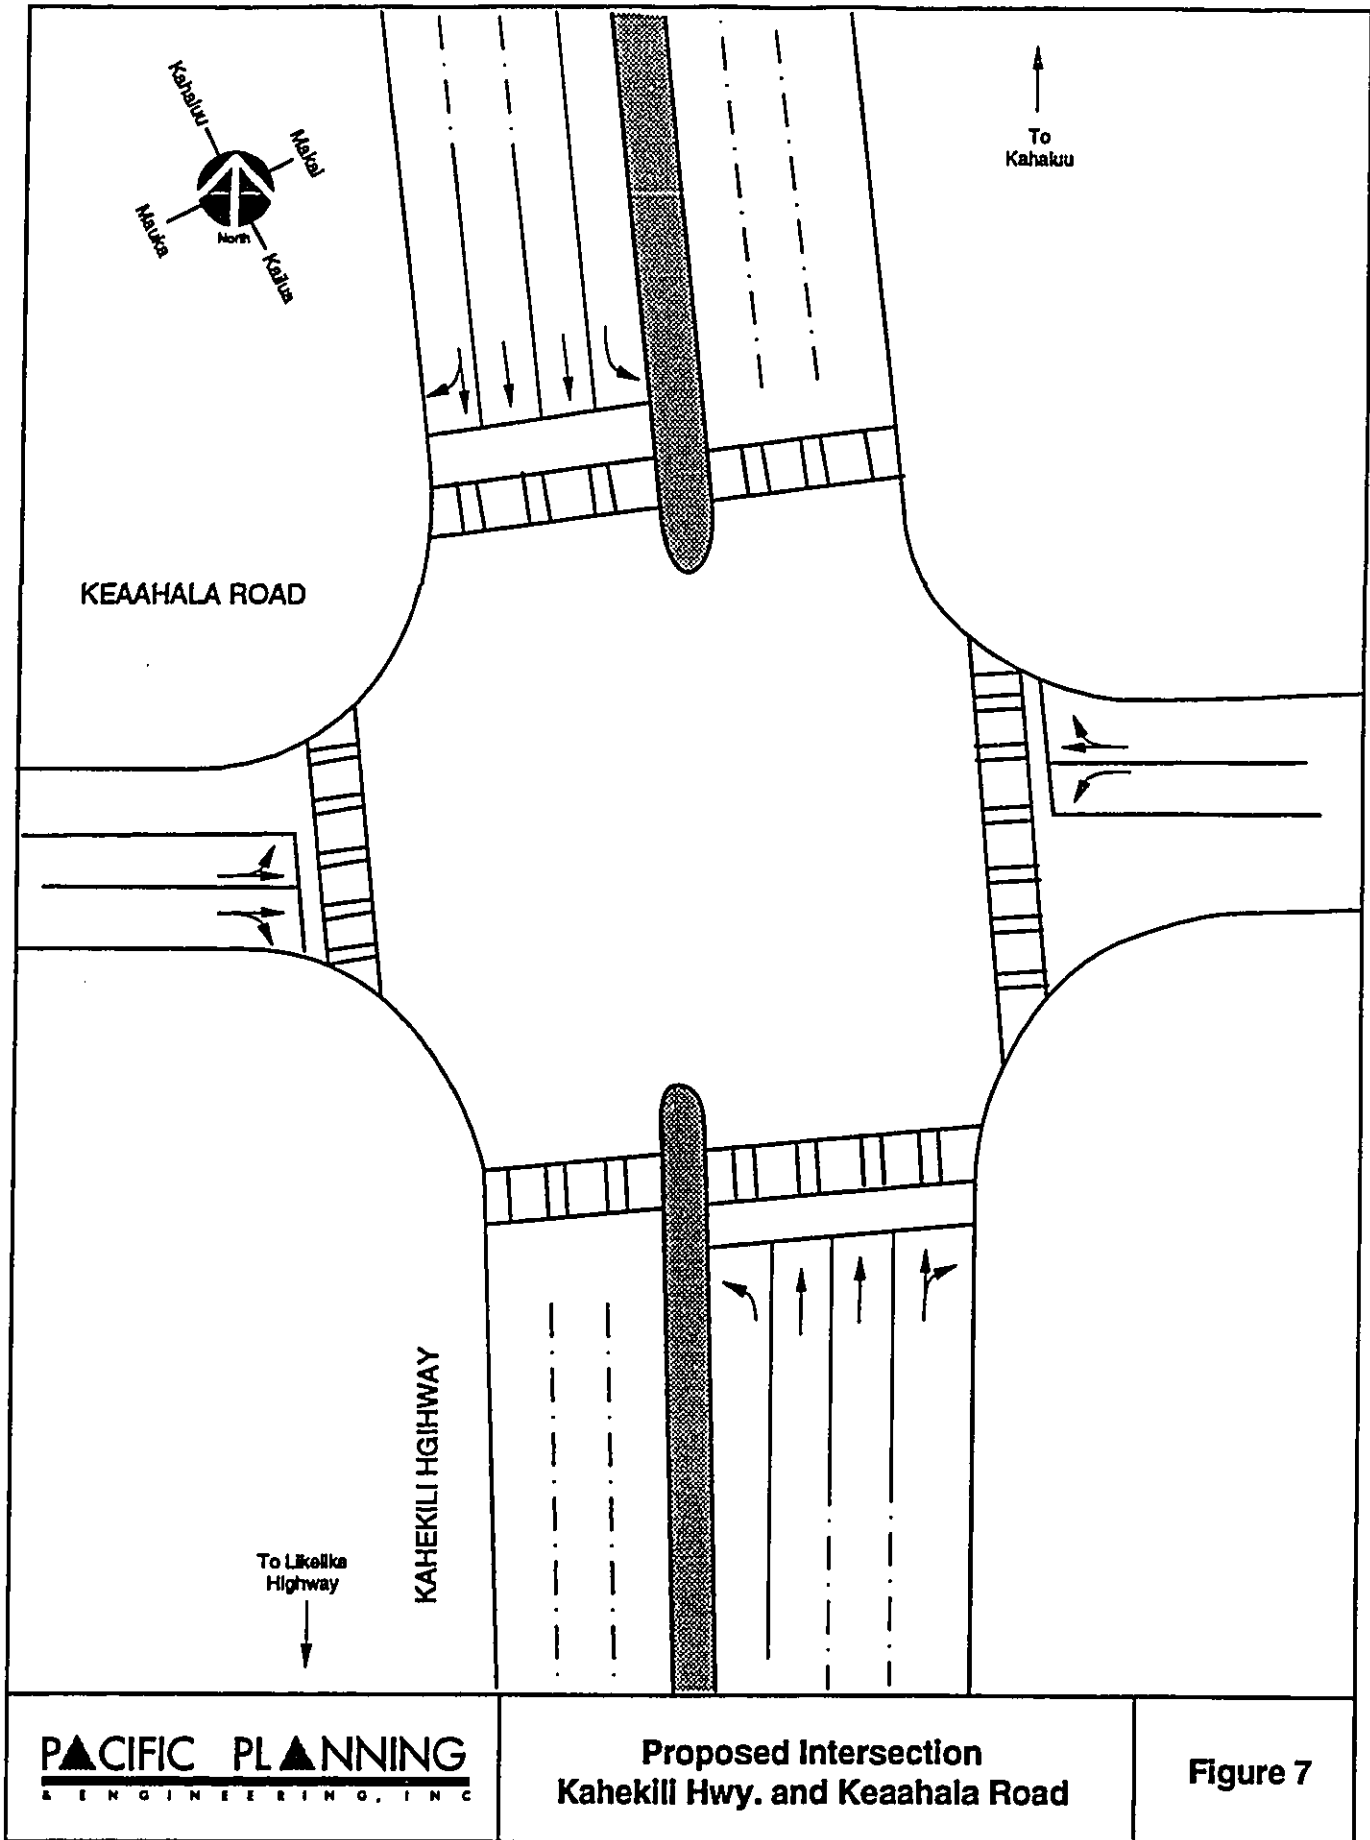 Kahaluu
Makai
Mauka
North
Kailua
To
Kahaluu
KEAAHALA ROAD
KAHEKILI HGIHWAY
To Likelike
Highway
PACIFIC PLANNING
& ENGINEERING, INC
Proposed Intersection
Kahekili Hwy. and Keaahala Road
Figure 7